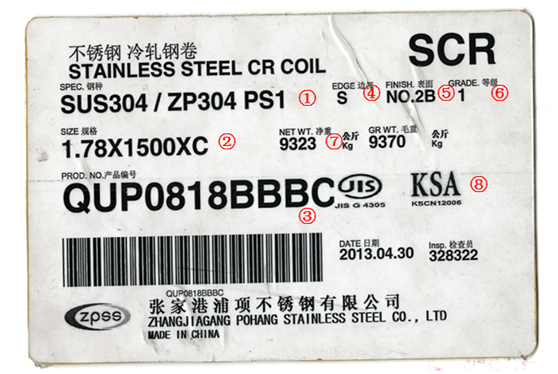 不锈钢 冷轧钢卷
SCR
STAINLESS STEEL CR COIL
SPEC. 钢种 EDGE 边况 FINISH. 表面 GRADE. 等级
SUS304 / ZP304 PS1 ① S ④ NO.2B ⑤ 1 ⑥
SIZE 规格 NET WT. 净重 公斤 GR WT. 毛重 公斤
1.78X1500XC ② 9323 ⑦ Kg 9370 Kg
PROD. NO.产品编号
QUP0818BBBC ③
JIS
JIS G 4305
KSA ⑧
KSCN12006
DATE 日期 Insp. 检查员
2013.04.30 328322
QUP0818BBBC
zpss
张家港浦项不锈钢有限公司
ZHANGJIAGANG POHANG STAINLESS STEEL CO., LTD
MADE IN CHINA